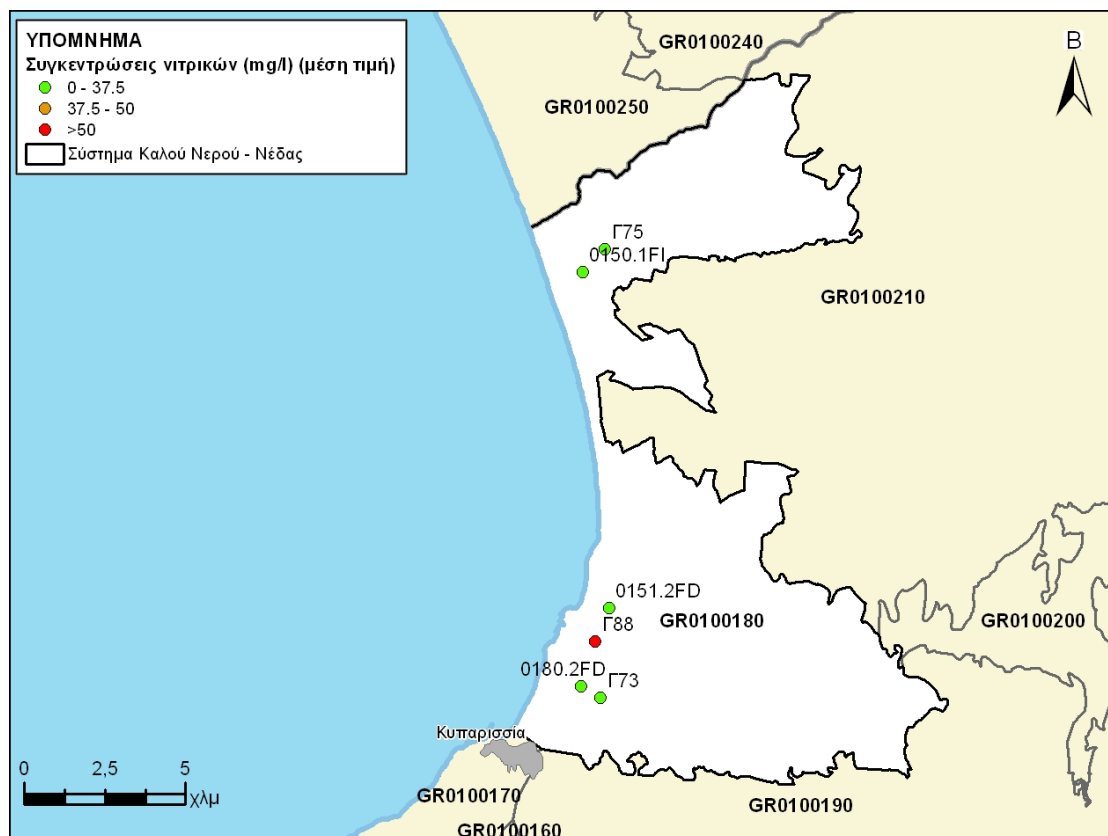 ΥΠΟΜΝΗΜΑ
Συγκεντρώσεις νιτρικών (mg/l) (μέση τιμή)
0 - 37.5
37.5 - 50
>50
Σύστημα Καλού Νερού - Νέδας
GR0100240
Β
GR0100250
Γ75
0150.1FI
GR0100210
0151.2FD
Γ88
GR0100180
GR0100200
0180.2FD
Γ73
Κυπαρισσία
0 2,5 5
χλμ
GR0100170
GR0100190
GR0100160